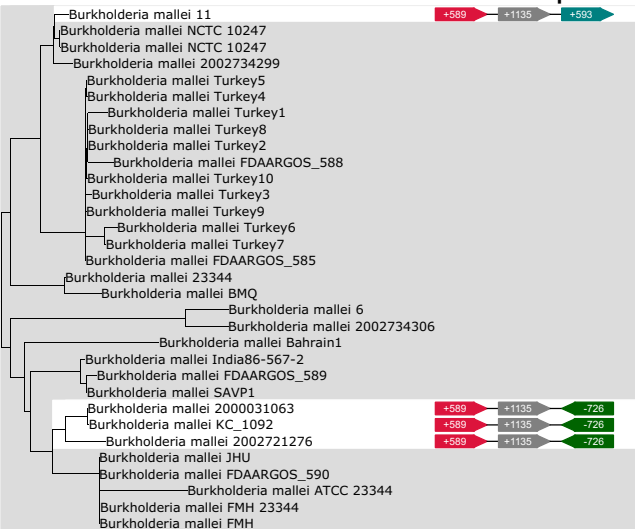 Burkholderia mallei 11 +589 +1135 +593
Burkholderia mallei NCTC 10247
Burkholderia mallei NCTC 10247
Burkholderia mallei 2002734299
Burkholderia mallei Turkey5
Burkholderia mallei Turkey4
Burkholderia mallei Turkey1
Burkholderia mallei Turkey8
Burkholderia mallei Turkey2
Burkholderia mallei FDAARGOS_588
Burkholderia mallei Turkey10
Burkholderia mallei Turkey3
Burkholderia mallei Turkey9
Burkholderia mallei Turkey6
Burkholderia mallei Turkey7
Burkholderia mallei FDAARGOS_585
Burkholderia mallei 23344
Burkholderia mallei BMQ
Burkholderia mallei 6
Burkholderia mallei 2002734306
Burkholderia mallei Bahrain1
Burkholderia mallei India86-567-2
Burkholderia mallei FDAARGOS_589
Burkholderia mallei SAVP1
Burkholderia mallei 2000031063 +589 +1135 -726
Burkholderia mallei KC_1092 +589 +1135 -726
Burkholderia mallei 2002721276 +589 +1135 -726
Burkholderia mallei JHU
Burkholderia mallei FDAARGOS_590
Burkholderia mallei ATCC 23344
Burkholderia mallei FMH 23344
Burkholderia mallei FMH